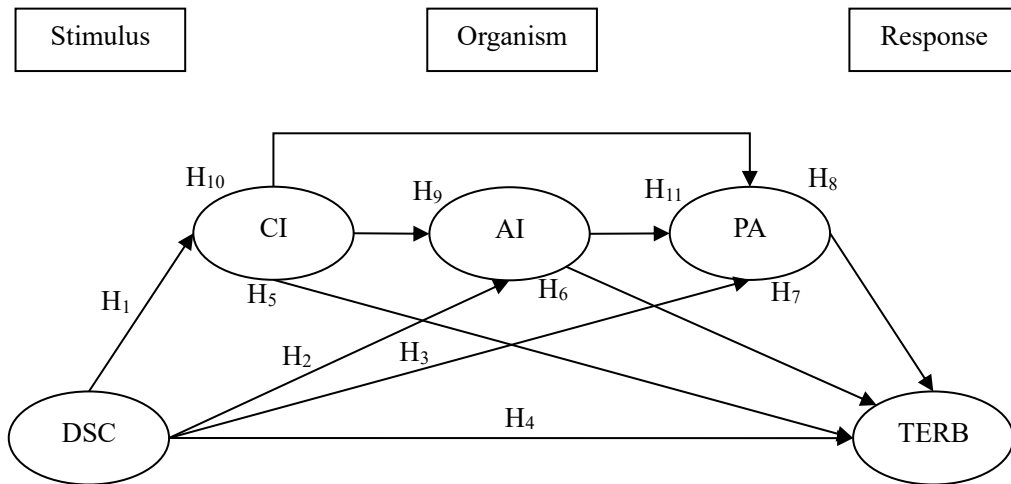 Stimulus
Organism
Response
H₁₀
H₉
H₁₁
H₈
CI
AI
PA
H₁
H₅
H₆
H₇
H₂
H₃
H₄
DSC
TERB